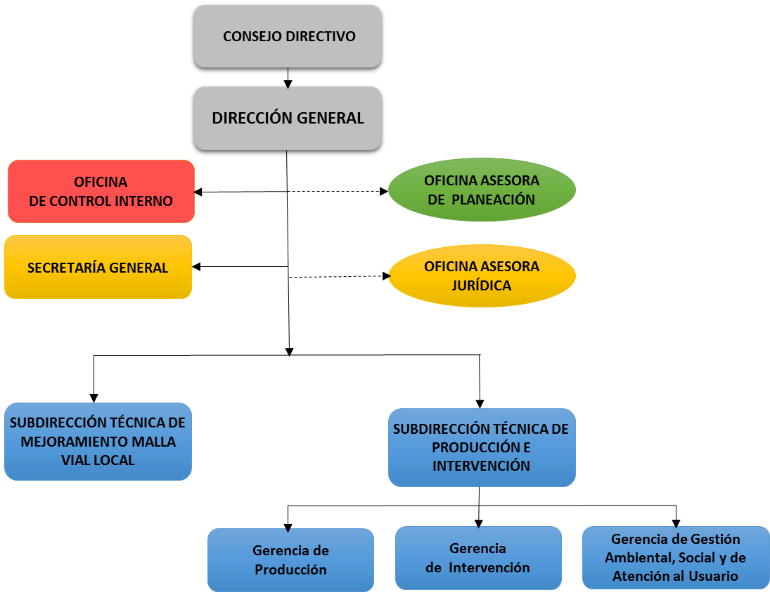 CONSEJO DIRECTIVO
DIRECCIÓN GENERAL
OFICINA
DE CONTROL INTERNO
OFICINA ASESORA
DE PLANEACIÓN
SECRETARÍA GENERAL
OFICINA ASESORA
JURÍDICA
SUBDIRECCIÓN TÉCNICA DE
MEJORAMIENTO MALLA
VIAL LOCAL
SUBDIRECCIÓN TÉCNICA DE
PRODUCCIÓN E
INTERVENCIÓN
Gerencia de
Producción
Gerencia
de Intervención
Gerencia de Gestión
Ambiental, Social y de
Atención al Usuario